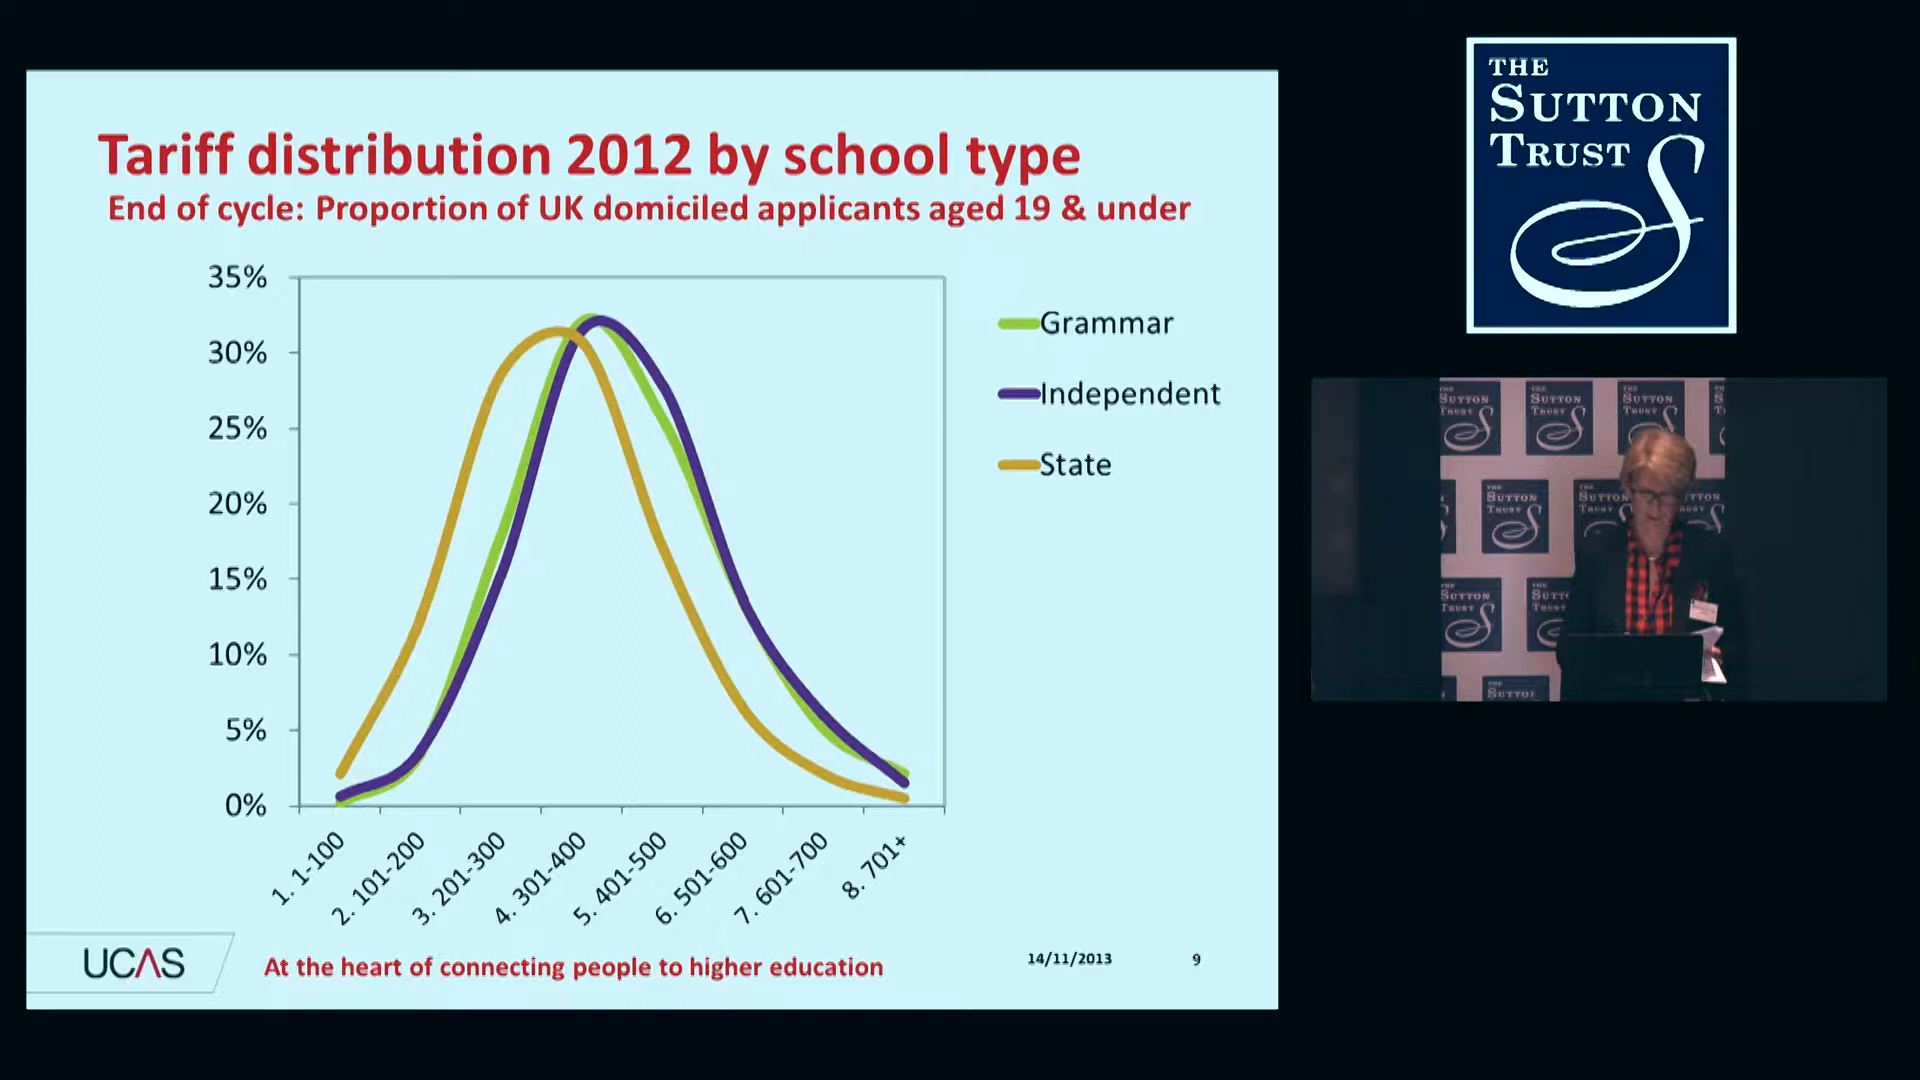 Tariff distribution 2012 by school type
End of cycle: Proportion of UK domiciled applicants aged 19 & under
35%
30%
25%
20%
15%
10%
5%
0%
1. 1-100
2. 101-200
3. 201-300
4. 301-400
5. 401-500
6. 501-600
7. 601-700
8. 701+
Grammar
Independent
State
UCAS
At the heart of connecting people to higher education
14/11/2013
9
THE
SUTTON
TRUST
THE
SUTTON
TRUST